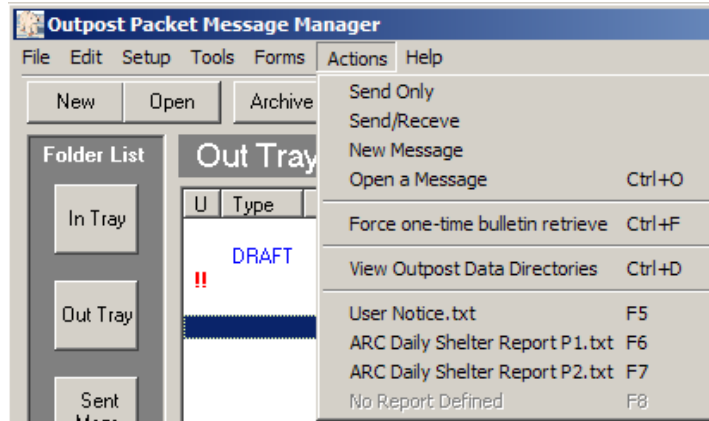 Outpost Packet Message Manager
File Edit Setup Tools Forms Actions Help
New Open Archive
Send Only
Send/Receve
New Message
Open a Message Ctrl+O
Force one-time bulletin retrieve Ctrl+F
View Outpost Data Directories Ctrl+D
User Notice.txt F5
ARC Daily Shelter Report P1.txt F6
ARC Daily Shelter Report P2.txt F7
No Report Defined F8
Folder List
In Tray
Out Tray
Sent
Out Tray
U Type
DRAFT
!!